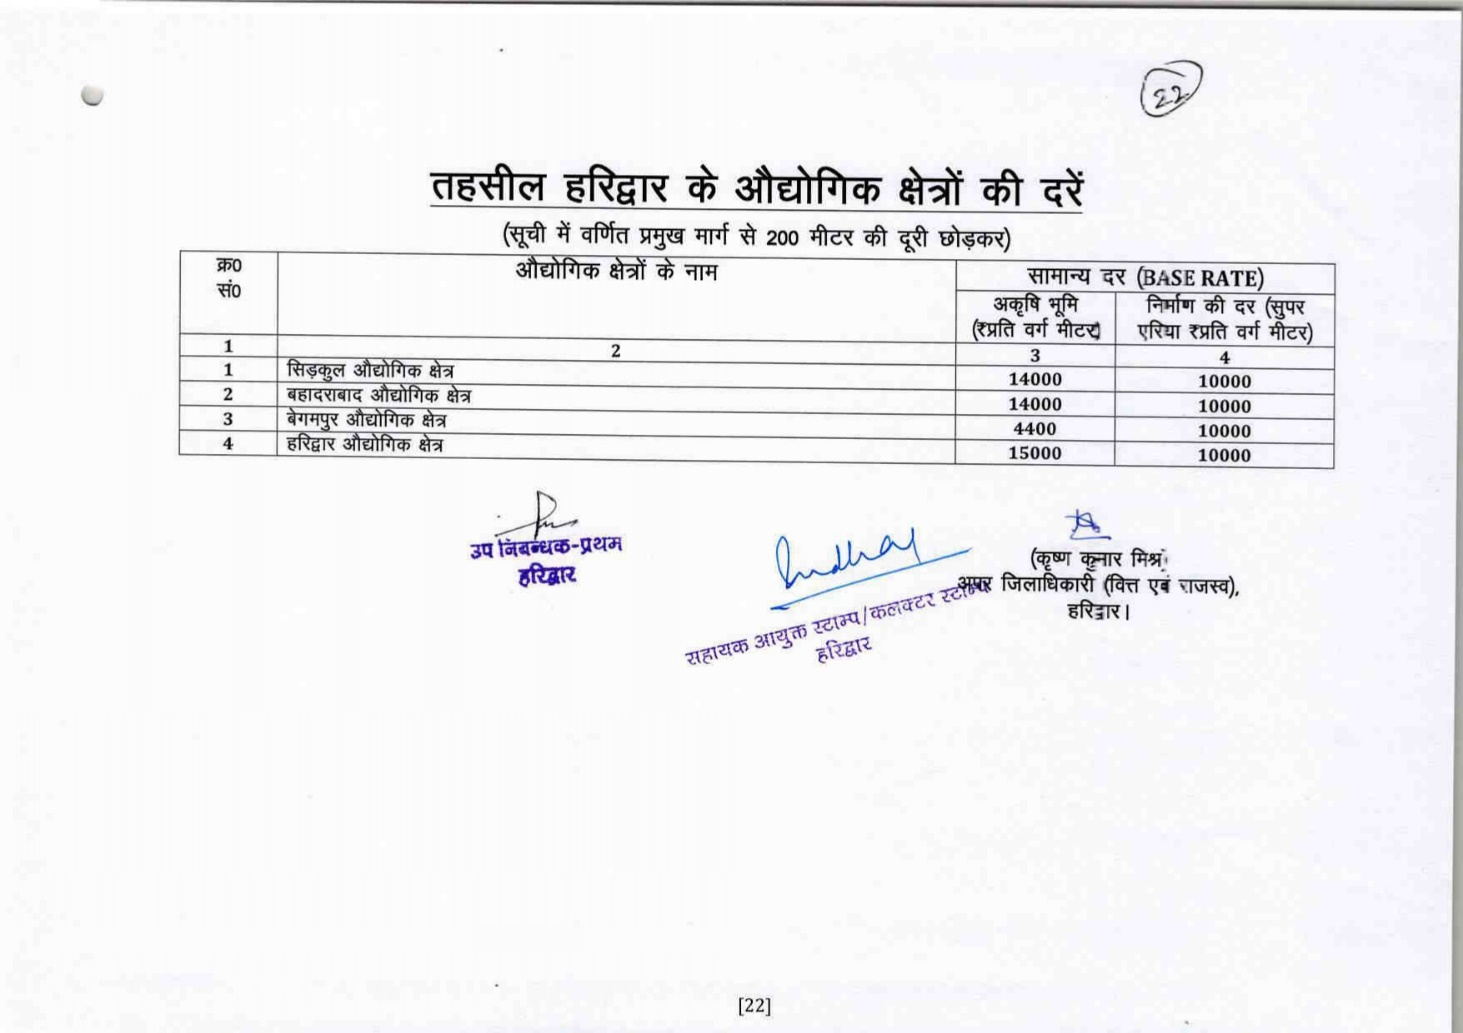 22
तहसील हरिद्वार के औद्योगिक क्षेत्रों की दरें
(सूची में वर्णित प्रमुख मार्ग से 200 मीटर की दूरी छोड़कर)
क्र0 सं0 औद्योगिक क्षेत्रों के नाम सामान्य दर (BASE RATE)
अकृषि भूमि (₹प्रति वर्ग मीटर) निर्माण की दर (सुपर एरिया ₹प्रति वर्ग मीटर)
1 2 3 4
1 सिड़कुल औद्योगिक क्षेत्र 14000 10000
2 बहादराबाद औद्योगिक क्षेत्र 14000 10000
3 बेगमपुर औद्योगिक क्षेत्र 4400 10000
4 हरिद्वार औद्योगिक क्षेत्र 15000 10000
उप निबन्धक-प्रथम
हरिद्वार
सहायक आयुक्त स्टाम्प/कलक्टर स्टाम्प
हरिद्वार
(कृष्ण कुमार मिश्र)
अपर जिलाधिकारी (वित्त एवं राजस्व),
हरिद्वार।
[22]